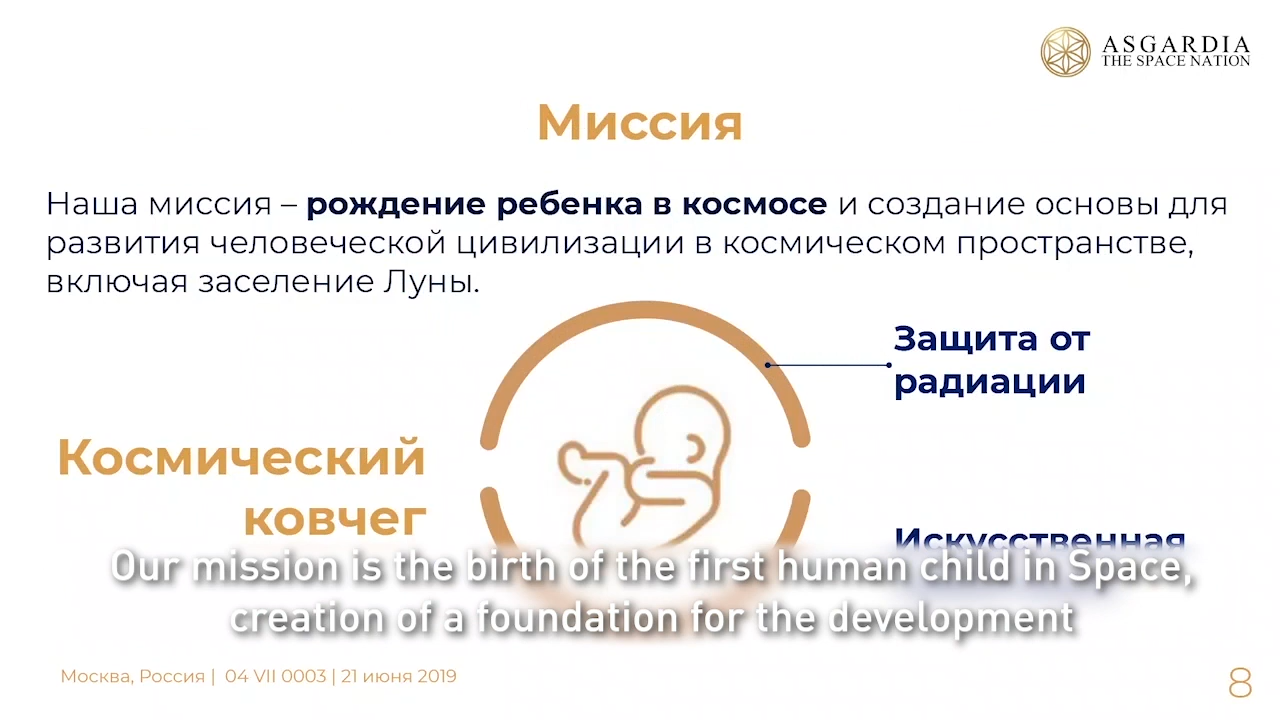 ASGARDIA
THE SPACE NATION
Миссия
Наша миссия – рождение ребенка в космосе и создание основы для
развития человеческой цивилизации в космическом пространстве,
включая заселение Луны.
Защита от
радиации
Космический
ковчег
Искусственная
Our mission is the birth of the first human child in Space,
creation of a foundation for the development
Москва, Россия | 04 VII 0003 | 21 июня 2019
8